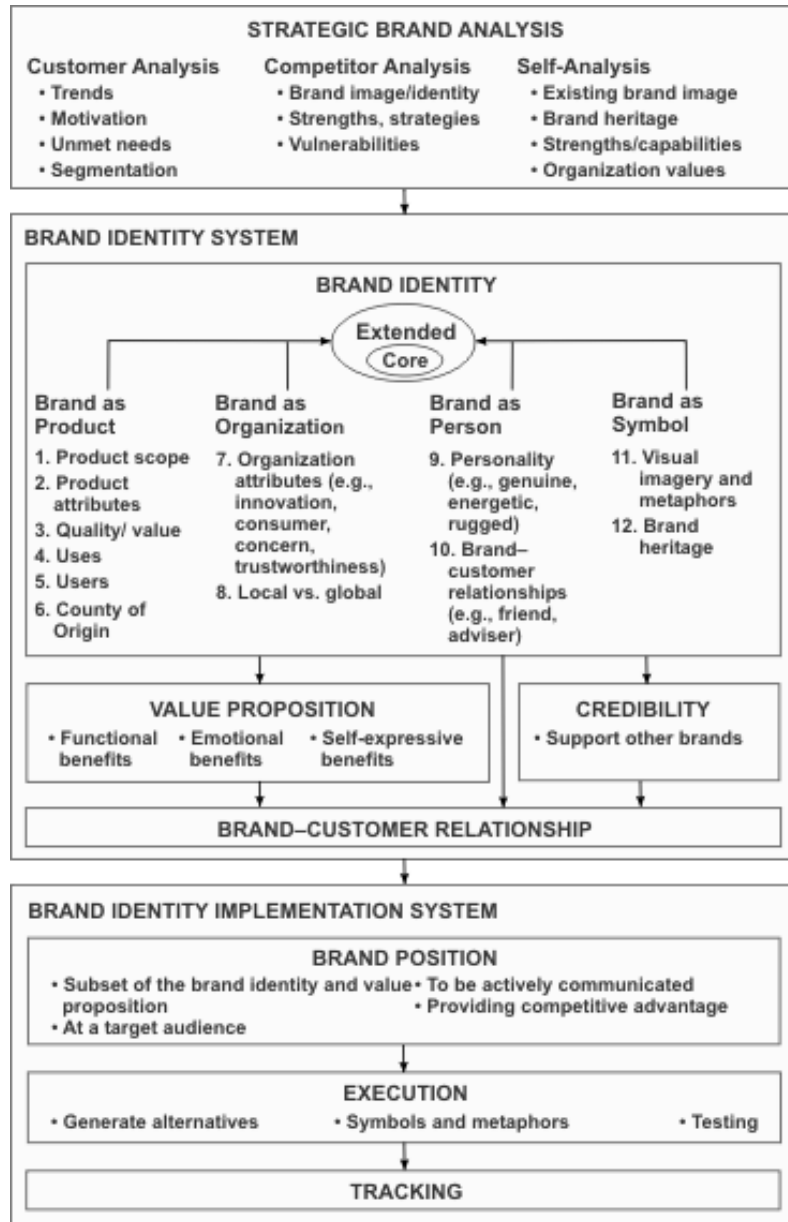 STRATEGIC BRAND ANALYSIS
Customer Analysis
• Trends
• Motivation
• Unmet needs
• Segmentation
Competitor Analysis
• Brand image/identity
• Strengths, strategies
• Vulnerabilities
Self-Analysis
• Existing brand image
• Brand heritage
• Strengths/capabilities
• Organization values
BRAND IDENTITY SYSTEM
BRAND IDENTITY
Extended
Core
Brand as
Product
1. Product scope
2. Product
attributes
3. Quality/ value
4. Uses
5. Users
6. County of
Origin
Brand as
Organization
7. Organization
attributes (e.g.,
innovation,
consumer,
concern,
trustworthiness)
8. Local vs. global
Brand as
Person
9. Personality
(e.g., genuine,
energetic,
rugged)
10. Brand–
customer
relationships
(e.g., friend,
adviser)
Brand as
Symbol
11. Visual
imagery and
metaphors
12. Brand
heritage
VALUE PROPOSITION
• Functional
benefits
• Emotional
benefits
• Self-expressive
benefits
CREDIBILITY
• Support other brands
BRAND–CUSTOMER RELATIONSHIP
BRAND IDENTITY IMPLEMENTATION SYSTEM
BRAND POSITION
• Subset of the brand identity and value
proposition
• At a target audience
• To be actively communicated
• Providing competitive advantage
EXECUTION
• Generate alternatives
• Symbols and metaphors
• Testing
TRACKING